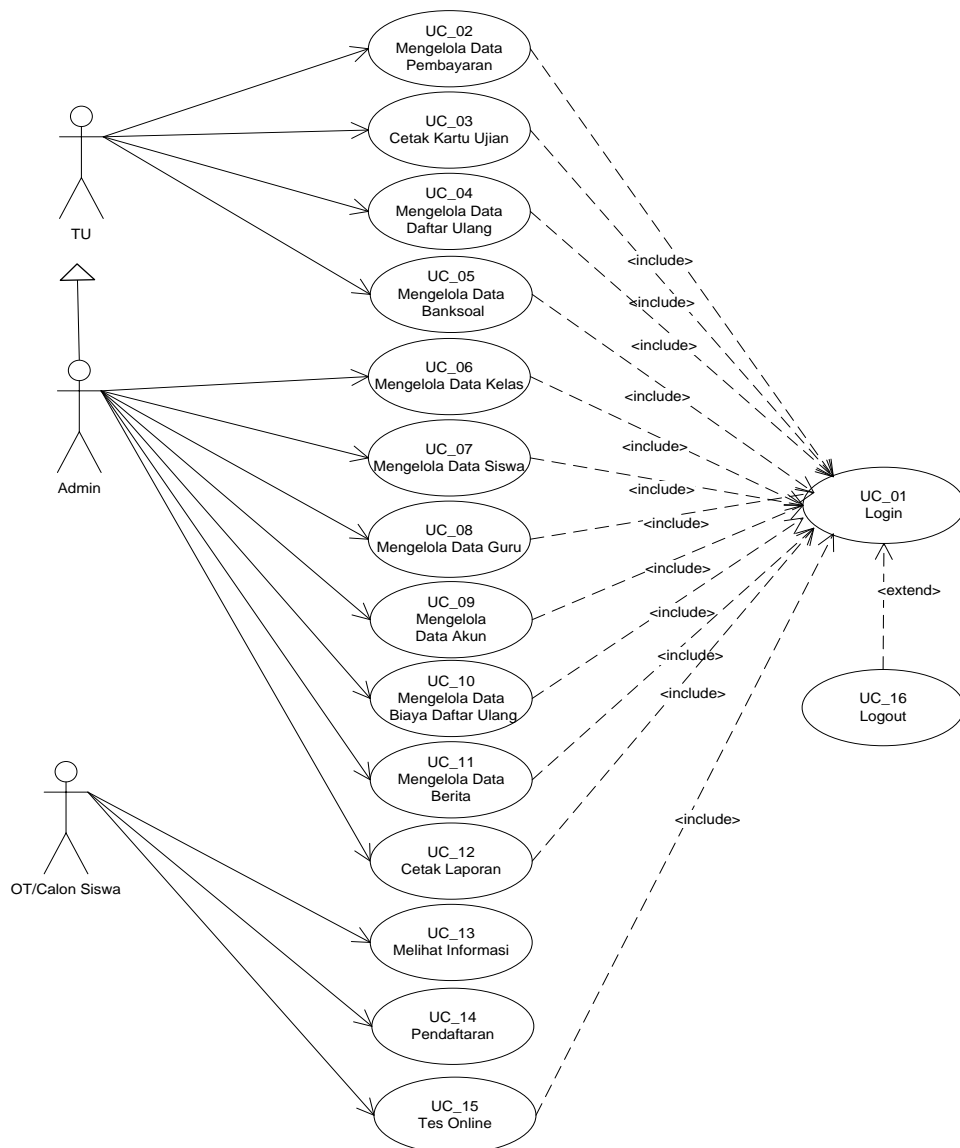 UC_02
Mengelola Data
Pembayaran
UC_03
Cetak Kartu Ujian
TU
UC_04
Mengelola Data
Daftar Ulang
<include>
UC_05
Mengelola Data
Banksoal
<include>
<include>
UC_06
Mengelola Data Kelas
<include>
Admin
UC_07
Mengelola Data Siswa
<include>
UC_01
Login
<include>
UC_08
Mengelola Data Guru
<include>
<include>
<extend>
UC_09
Mengelola
Data Akun
<include>
UC_10
Mengelola Data
Biaya Daftar Ulang
<include>
<include>
UC_16
Logout
UC_11
Mengelola Data
Berita
<include>
UC_12
Cetak Laporan
OT/Calon Siswa
UC_13
Melihat Informasi
UC_14
Pendaftaran
UC_15
Tes Online